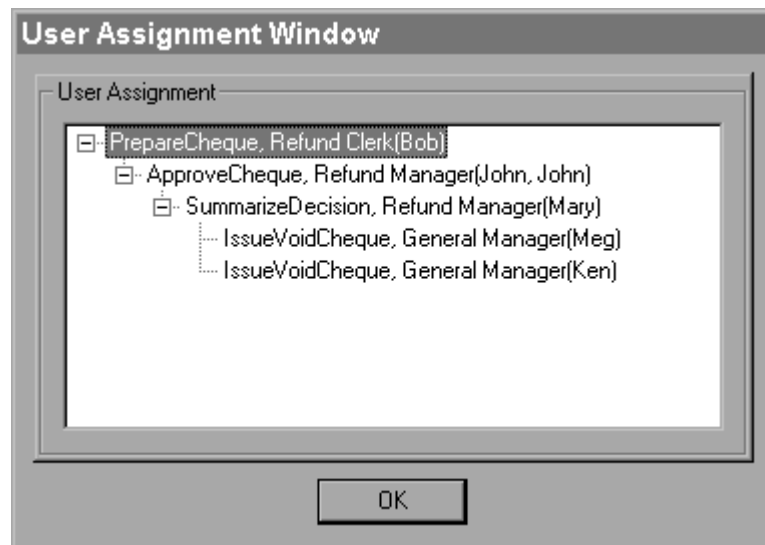 User Assignment Window
User Assignment
PrepareCheque, Refund Clerk(Bob)
ApproveCheque, Refund Manager(John, John)
SummarizeDecision, Refund Manager(Mary)
IssueVoidCheque, General Manager(Meg)
IssueVoidCheque, General Manager(Ken)
OK